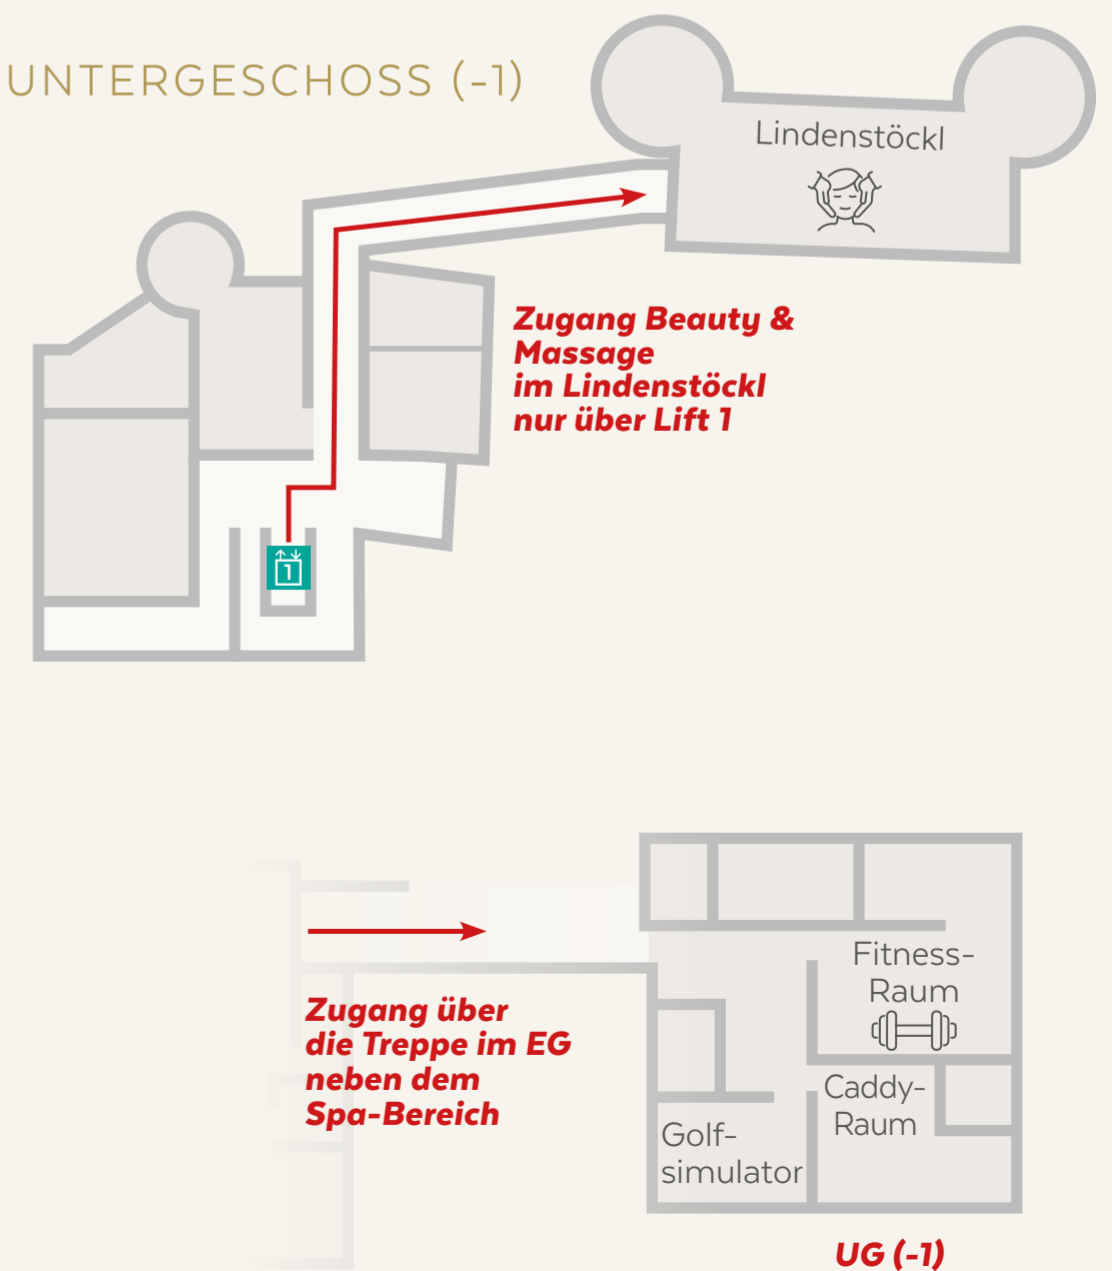 UNTERGESCHOSS (-1)
Lindenstöckl
Zugang Beauty &
Massage
im Lindenstöckl
nur über Lift 1
1
Zugang über
die Treppe im EG
neben dem
Spa-Bereich
Fitness-
Raum
Caddy-
Raum
Golf-
simulator
UG (-1)